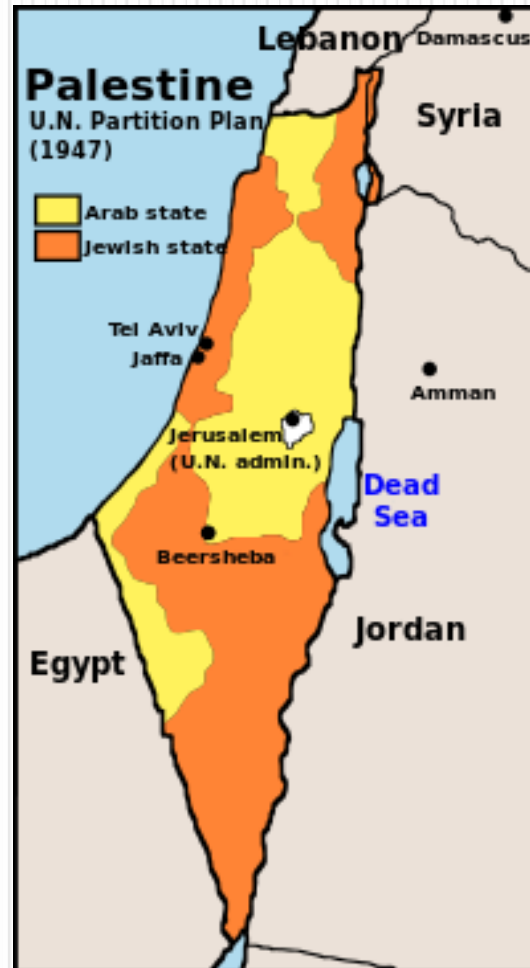 Lebanon
Damascus
Palestine
U.N. Partition Plan
(1947)
Syria
Arab state
Jewish state
Tel Aviv
Jaffa
Amman
Jerusalem
(U.N. admin.)
Dead
Sea
Beersheba
Jordan
Egypt